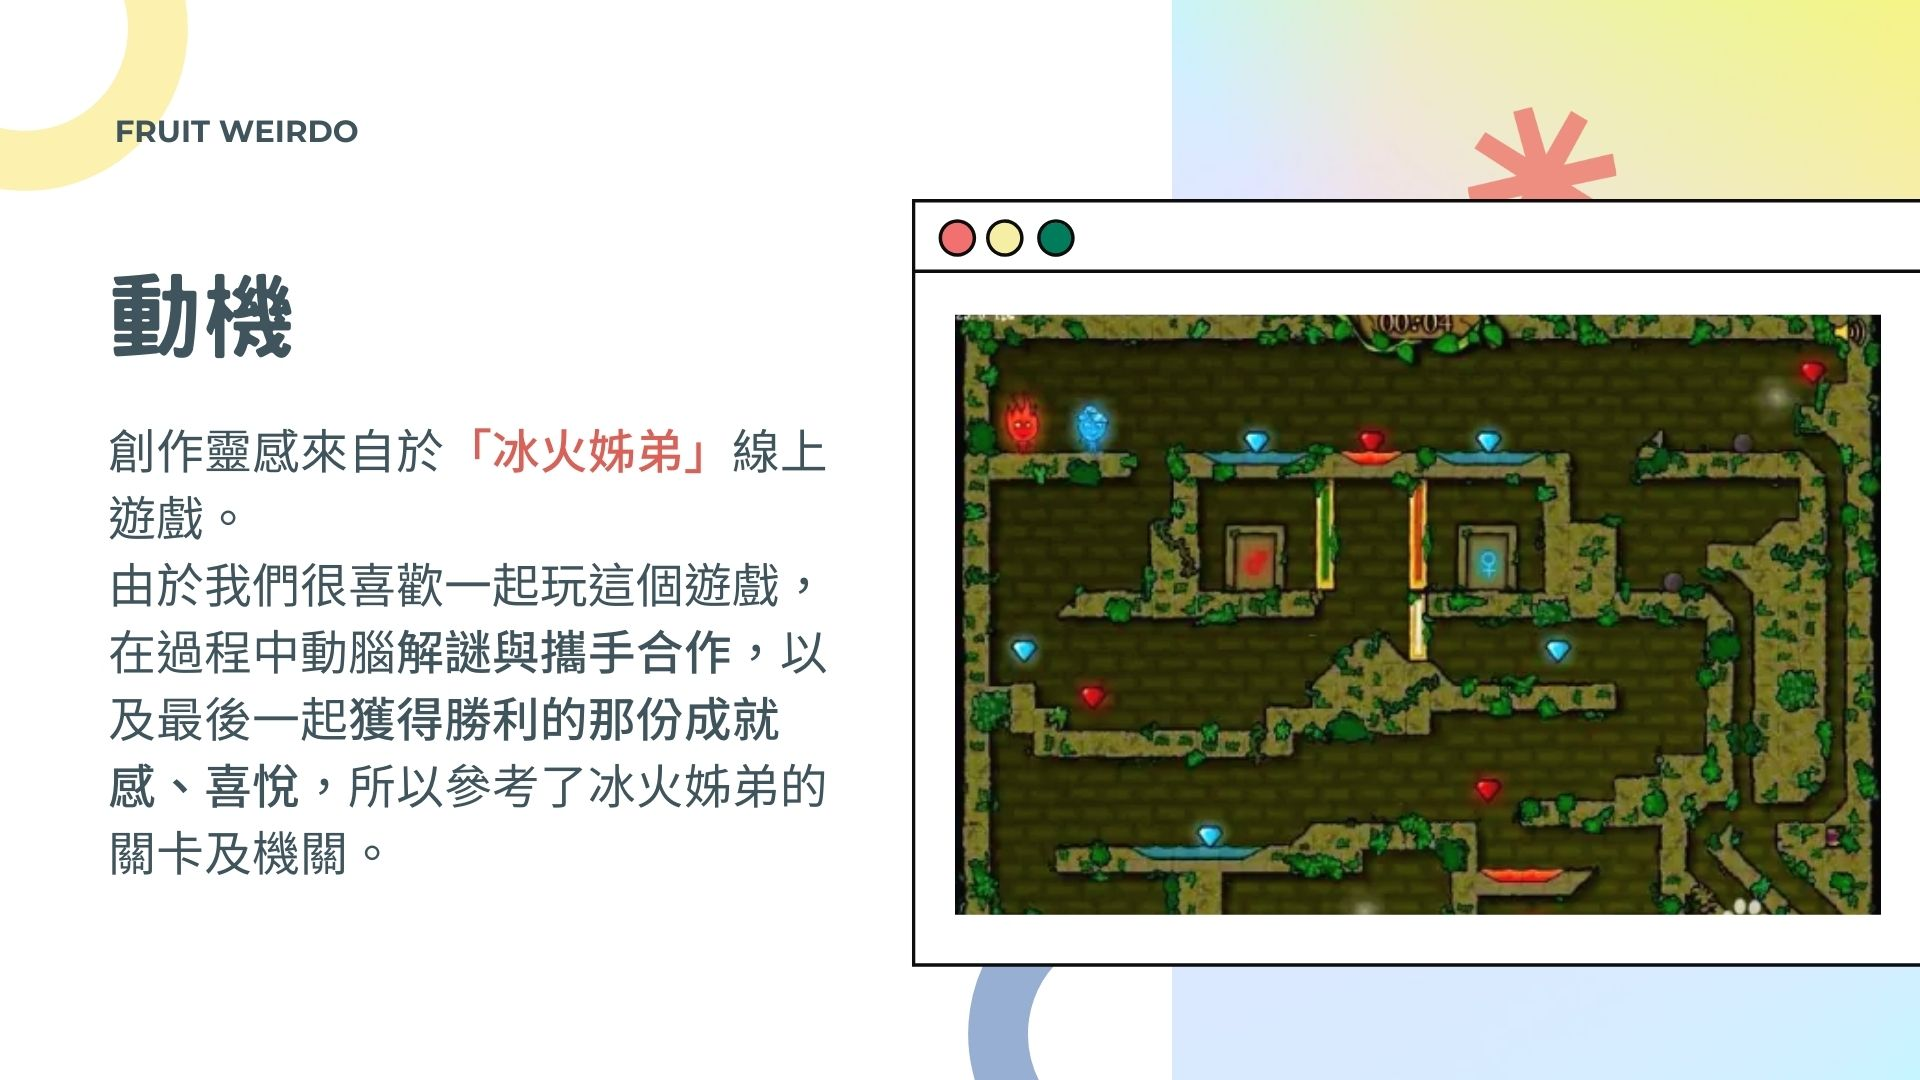 FRUIT WEIRDO
動機
創作靈感來自於「冰火姊弟」線上
遊戲。
由於我們很喜歡一起玩這個遊戲，
在過程中動腦解謎與攜手合作，以
及最後一起獲得勝利的那份成就
感、喜悅，所以參考了冰火姊弟的
關卡及機關。
00:04